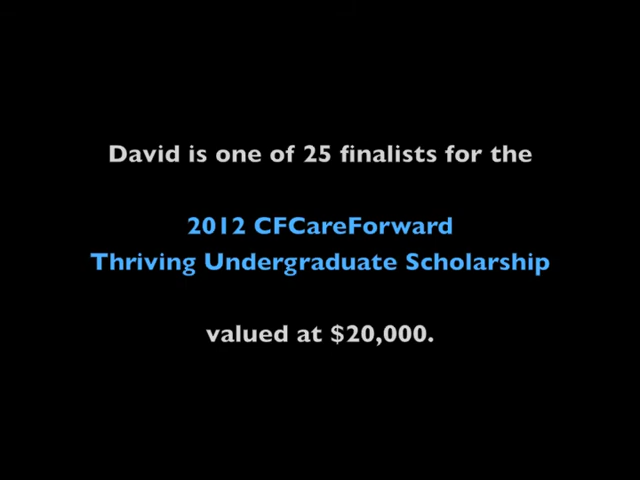 David is one of 25 finalists for the
2012 CFCareForward
Thriving Undergraduate Scholarship
valued at $20,000.